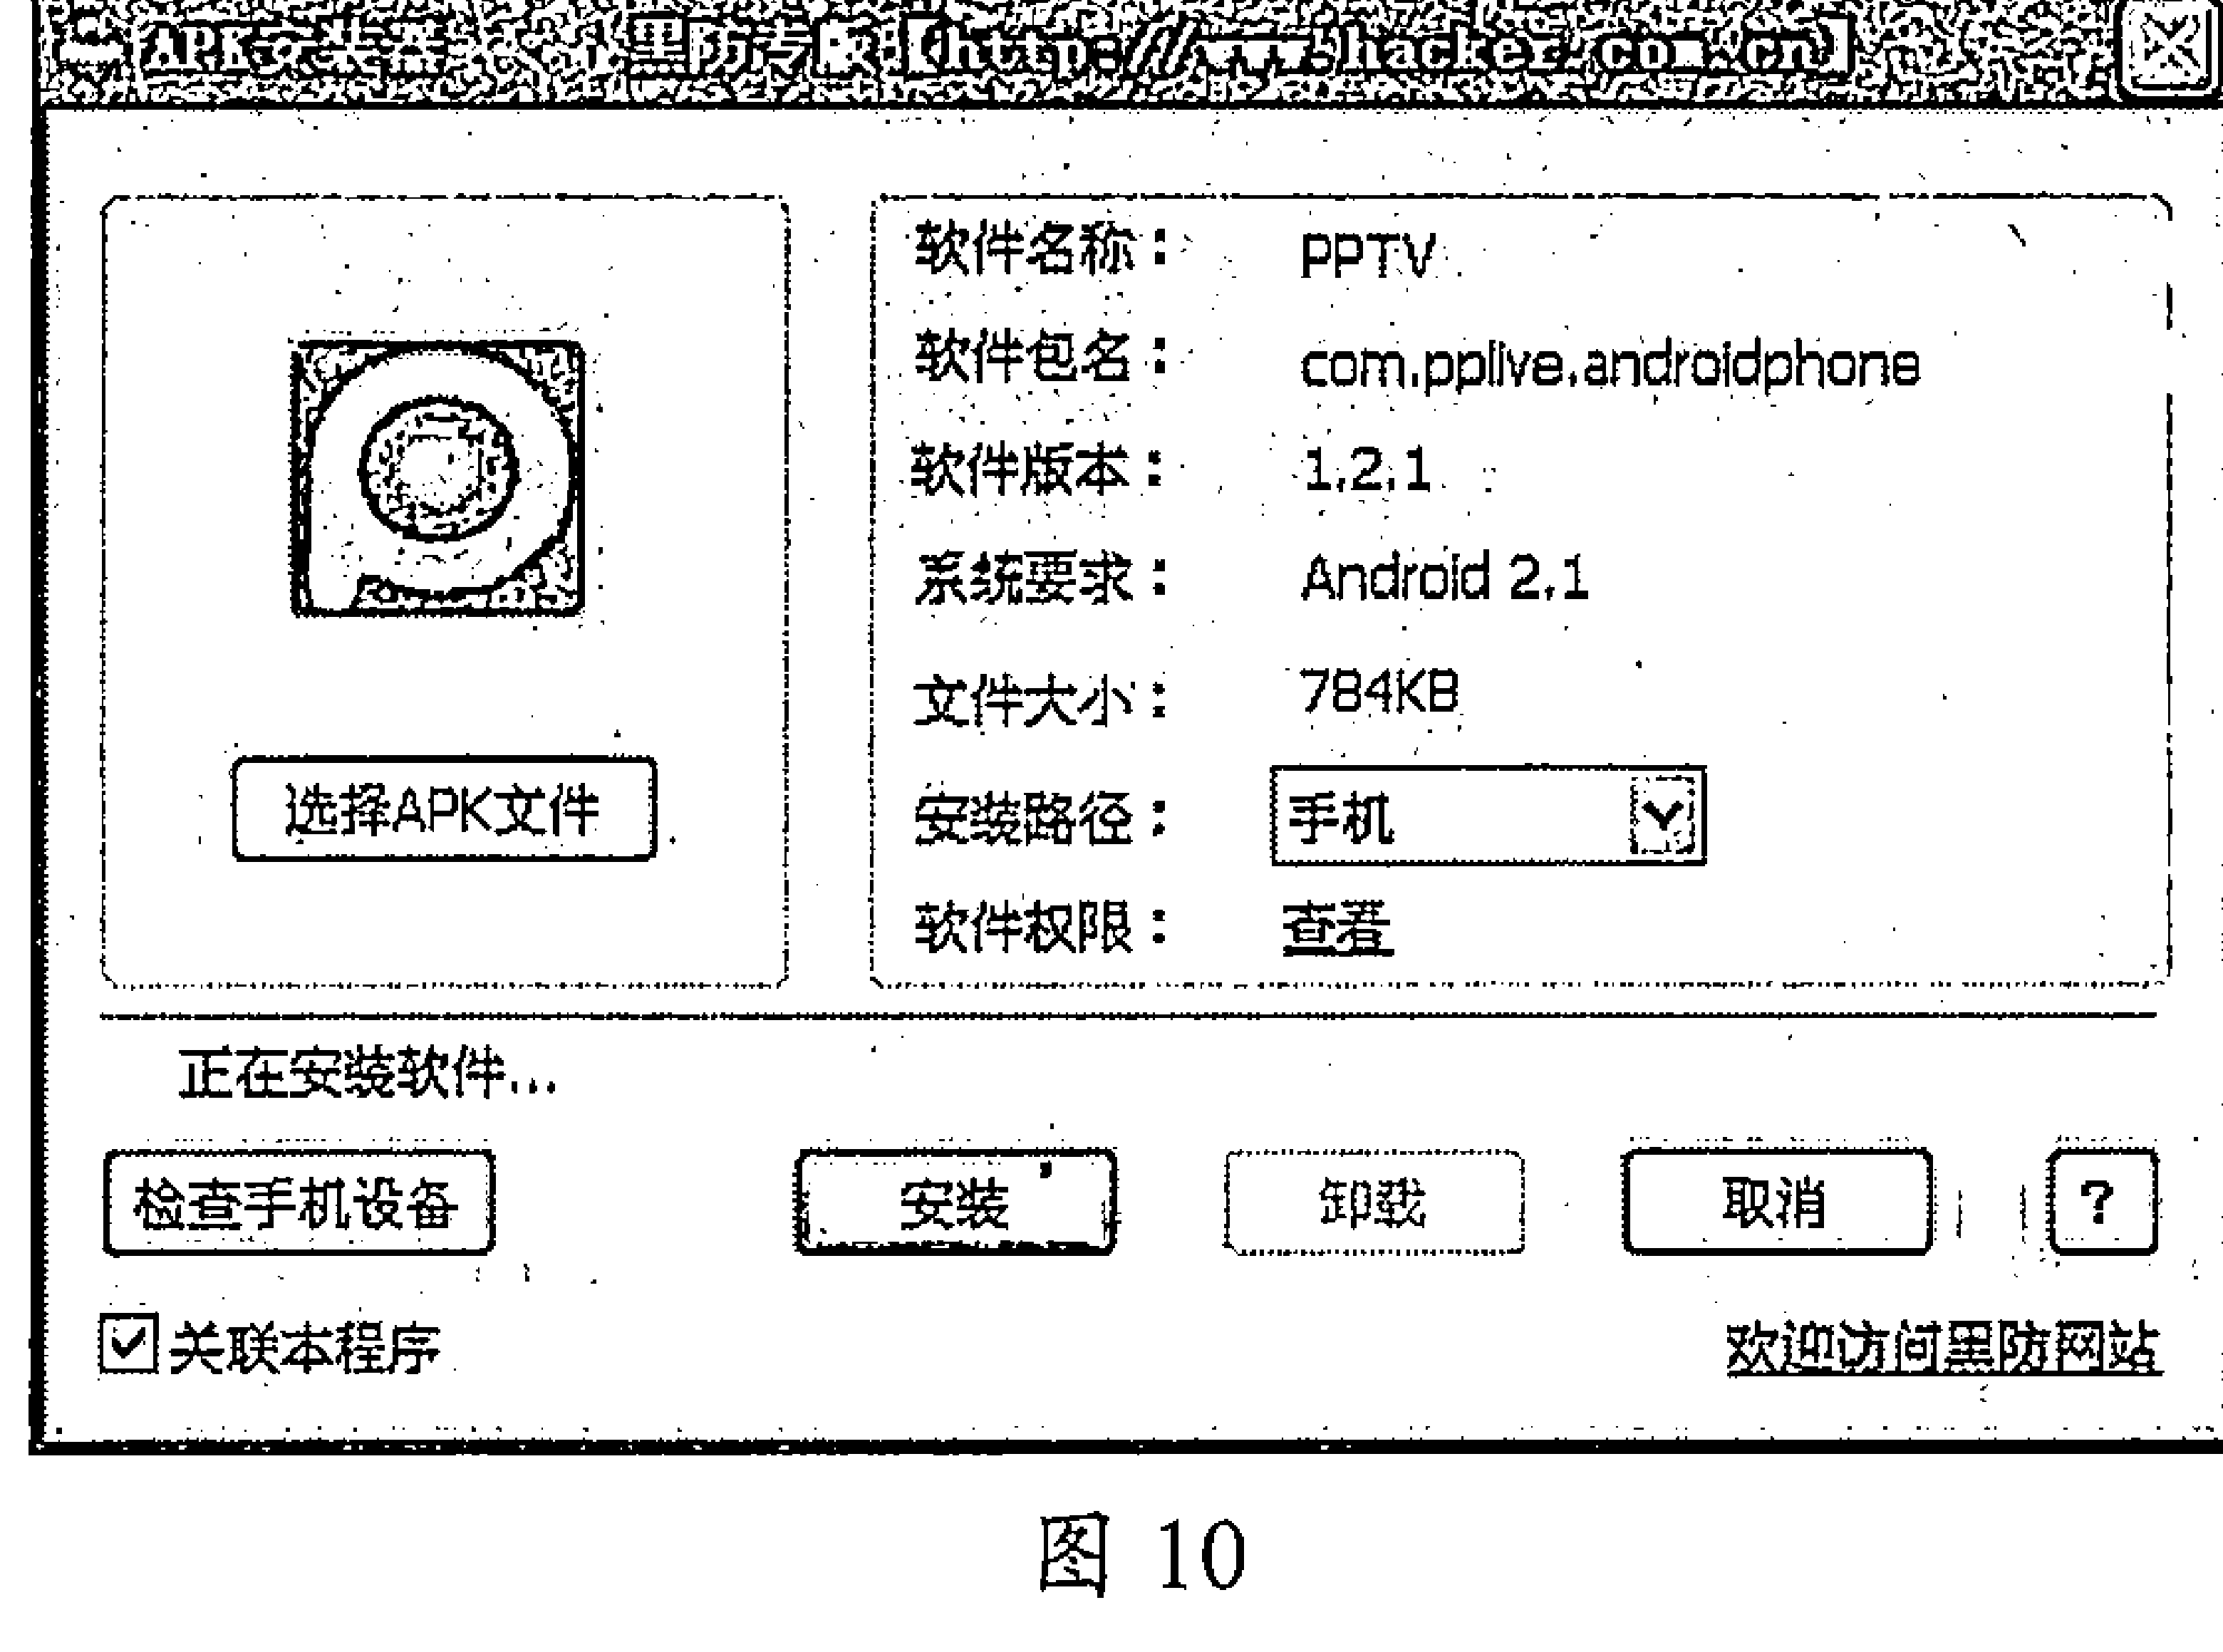 APK安装器 黑防专版【http://www.hacker.com.cn】
软件名称： PPTV
软件包名： com.pplive.androidphone
软件版本： 1.2.1
系统要求： Android 2.1
文件大小： 784KB
选择APK文件
安装路径： 手机
软件权限： 查看
正在安装软件...
检查手机设备 安装 卸载 取消 ?
关联本程序 欢迎访问黑防网站
图 10